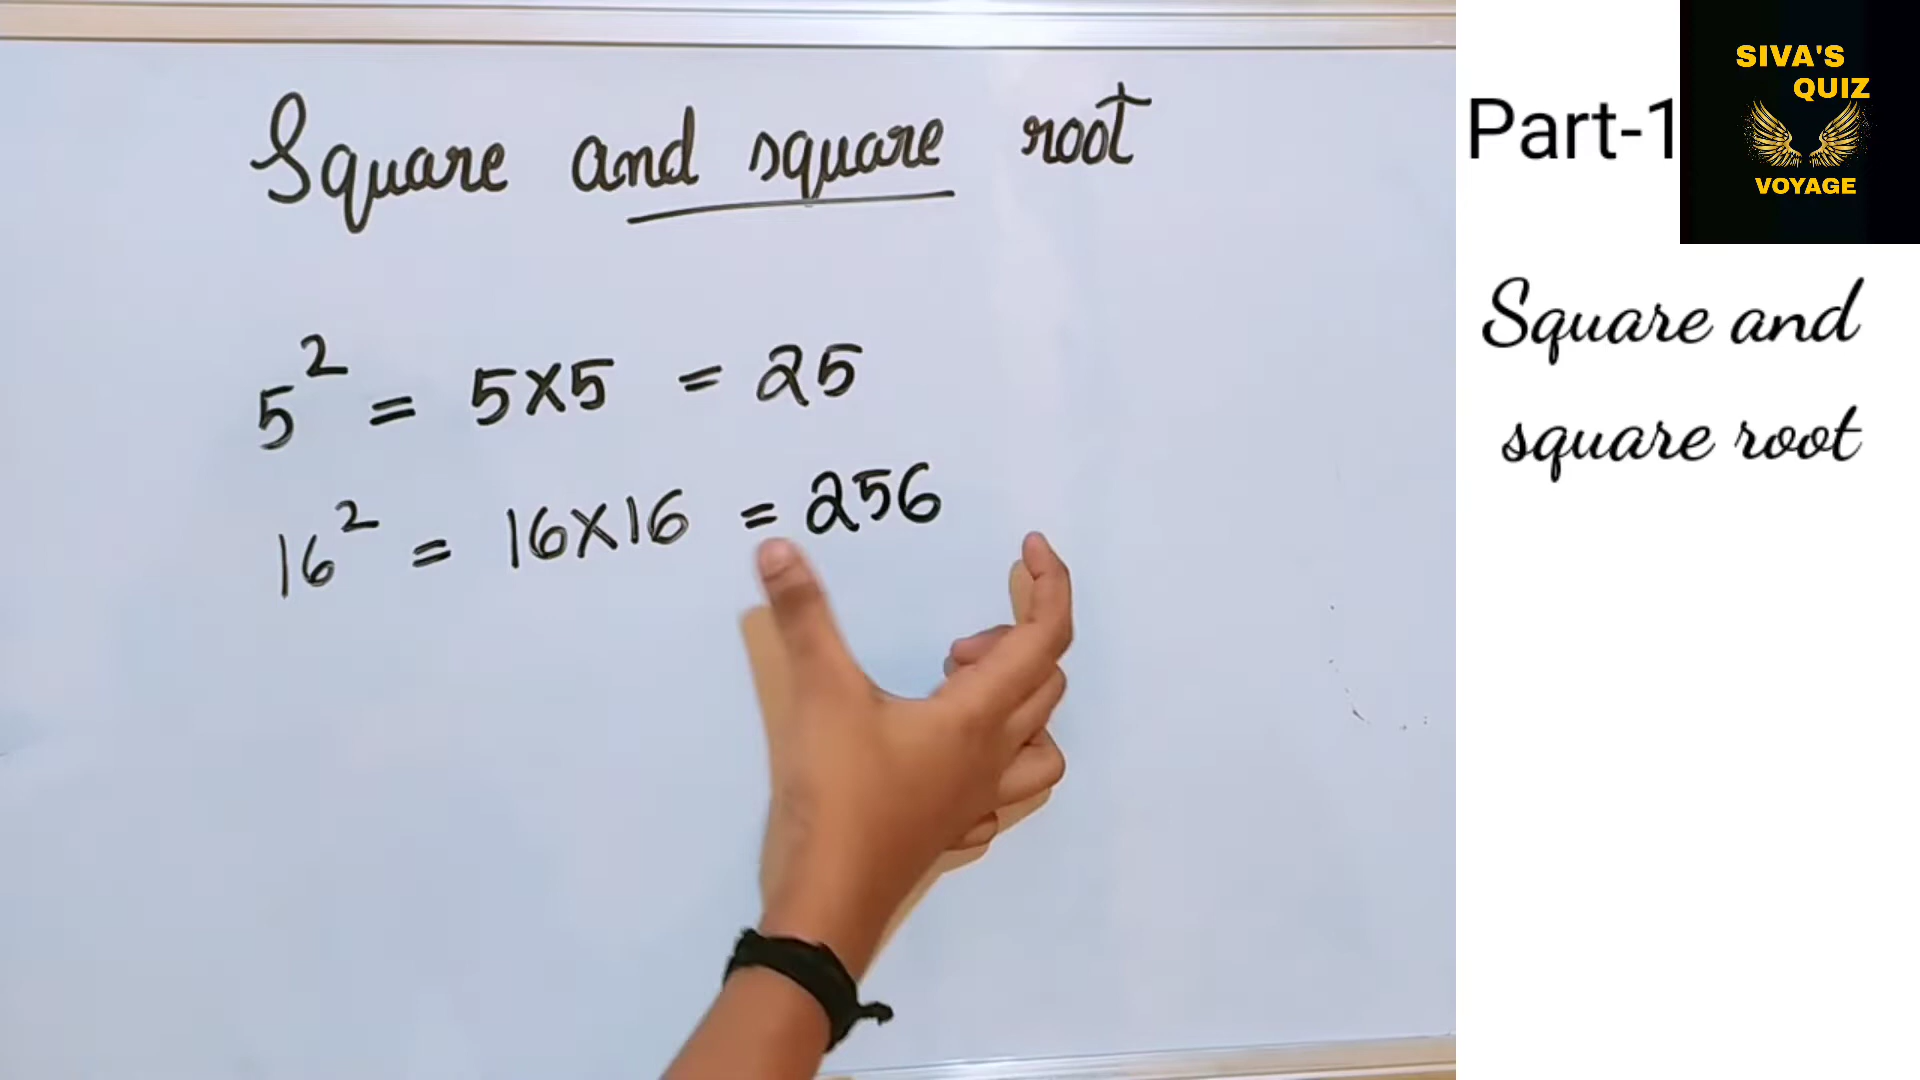 Square and square root
5² = 5×5 = 25
16² = 16×16 = 256
Part-1
SIVA'S
QUIZ
VOYAGE
Square and
square root